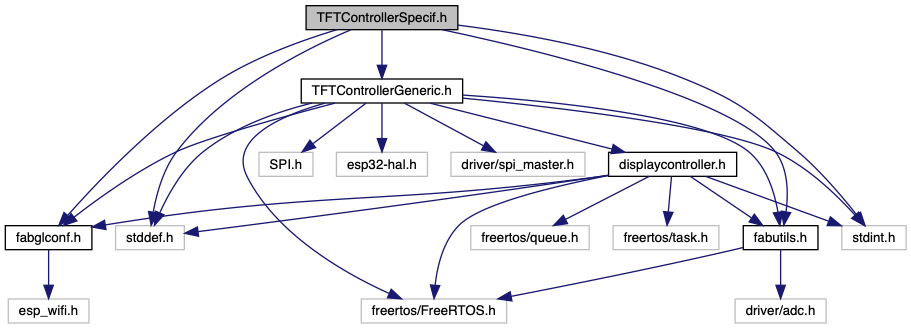 TFTControllerSpecif.h
TFTControllerGeneric.h
SPI.h
esp32-hal.h
driver/spi_master.h
displaycontroller.h
fabglconf.h
stddef.h
freertos/queue.h
freertos/task.h
fabutils.h
stdint.h
esp_wifi.h
freertos/FreeRTOS.h
driver/adc.h